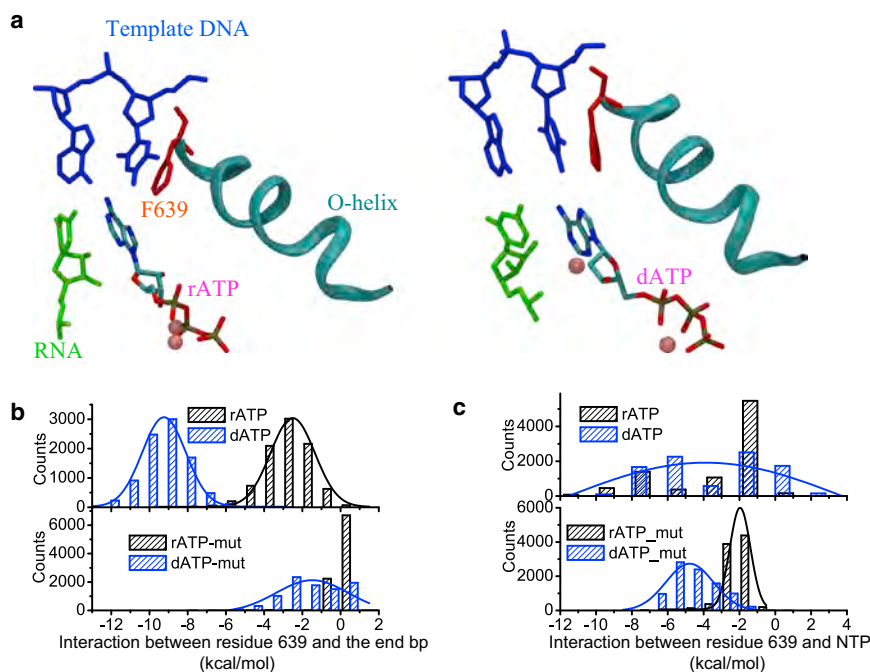 a
Template DNA
F639
O-helix
rATP
dATP
RNA
b
3000
2000
1000
0
Counts
rATP
dATP
6000
4000
2000
0
Counts
rATP-mut
dATP-mut
-12 -10 -8 -6 -4 -2 0
Interaction between residue 639 and the end bp
(kcal/mol)
c
4000
2000
0
Counts
rATP
dATP
6000
4000
2000
0
Counts
rATP_mut
dATP_mut
-12 -10 -8 -6 -4 -2 0 2 4
Interaction between residue 639 and NTP
(kcal/mol)